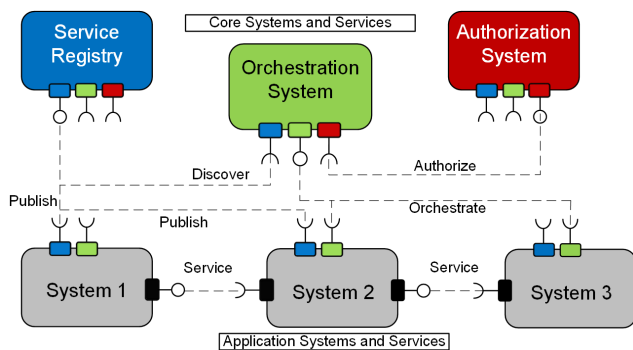 Core Systems and Services
Service
Registry
Orchestration
System
Authorization
System
Discover
Authorize
Publish
Publish
Orchestrate
System 1
Service
System 2
Service
System 3
Application Systems and Services